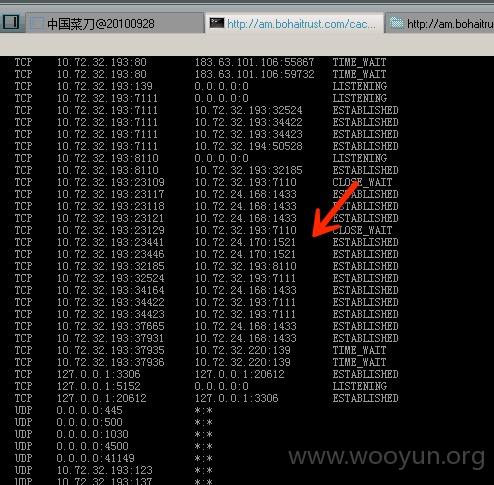 中国菜刀@20100928 http://am.bohaitrust.com/cac... http://am.bo
TCP 10.72.32.193:80 183.63.101.106:55867 TIME_WAIT
TCP 10.72.32.193:80 183.63.101.106:59732 TIME_WAIT
TCP 10.72.32.193:139 0.0.0.0:0 LISTENING
TCP 10.72.32.193:7111 0.0.0.0:0 LISTENING
TCP 10.72.32.193:7111 10.72.32.193:32524 ESTABLISHED
TCP 10.72.32.193:7111 10.72.32.193:34422 ESTABLISHED
TCP 10.72.32.193:7111 10.72.32.193:34423 ESTABLISHED
TCP 10.72.32.193:7111 10.72.32.194:50528 ESTABLISHED
TCP 10.72.32.193:8110 0.0.0.0:0 LISTENING
TCP 10.72.32.193:8110 10.72.32.193:32185 ESTABLISHED
TCP 10.72.32.193:23109 10.72.32.193:7110 CLOSE_WAIT
TCP 10.72.32.193:23117 10.72.24.168:1433 ESTABLISHED
TCP 10.72.32.193:23118 10.72.24.168:1433 ESTABLISHED
TCP 10.72.32.193:23121 10.72.24.168:1433 ESTABLISHED
TCP 10.72.32.193:23129 10.72.32.193:7110 CLOSE_WAIT
TCP 10.72.32.193:23441 10.72.24.170:1521 ESTABLISHED
TCP 10.72.32.193:23446 10.72.24.170:1521 ESTABLISHED
TCP 10.72.32.193:32185 10.72.32.193:8110 ESTABLISHED
TCP 10.72.32.193:32524 10.72.32.193:7111 ESTABLISHED
TCP 10.72.32.193:34164 10.72.24.168:1433 ESTABLISHED
TCP 10.72.32.193:34422 10.72.32.193:7111 ESTABLISHED
TCP 10.72.32.193:34423 10.72.32.193:7111 ESTABLISHED
TCP 10.72.32.193:37665 10.72.24.168:1433 ESTABLISHED
TCP 10.72.32.193:37931 10.72.24.168:1433 ESTABLISHED
TCP 10.72.32.193:37935 10.72.32.220:139 TIME_WAIT
TCP 10.72.32.193:37936 10.72.32.220:139 TIME_WAIT
TCP 127.0.0.1:3306 127.0.0.1:20612 ESTABLISHED
TCP 127.0.0.1:5152 0.0.0.0:0 LISTENING
TCP 127.0.0.1:20612 127.0.0.1:3306 ESTABLISHED
UDP 0.0.0.0:445 *:*
UDP 0.0.0.0:500 *:*
UDP 0.0.0.0:1030 *:*
UDP 0.0.0.0:4500 *:*
UDP 0.0.0.0:41149 *:*
UDP 10.72.32.193:123 *:*
UDP 10.72.32.193:137 *:*
www.wooyun.org